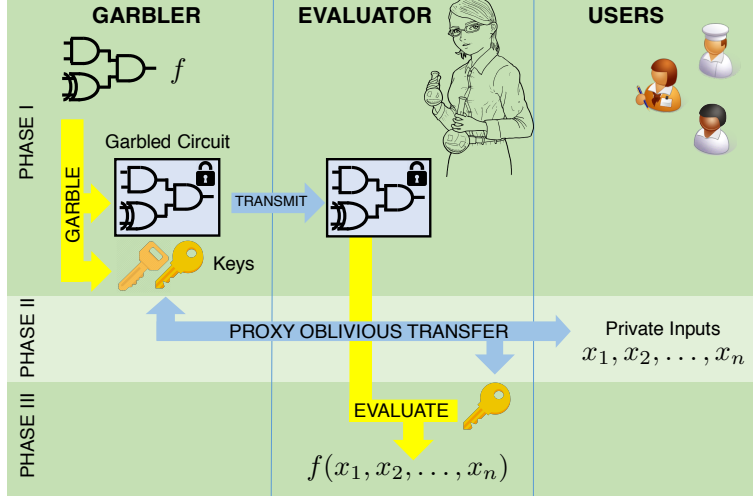 GARBLER
EVALUATOR
USERS
PHASE I
f
Garbled Circuit
GARBLE
TRANSMIT
Keys
PHASE II
PROXY OBLIVIOUS TRANSFER
Private Inputs
x₁, x₂, . . . , xₙ
PHASE III
EVALUATE
f(x₁, x₂, . . . , xₙ)